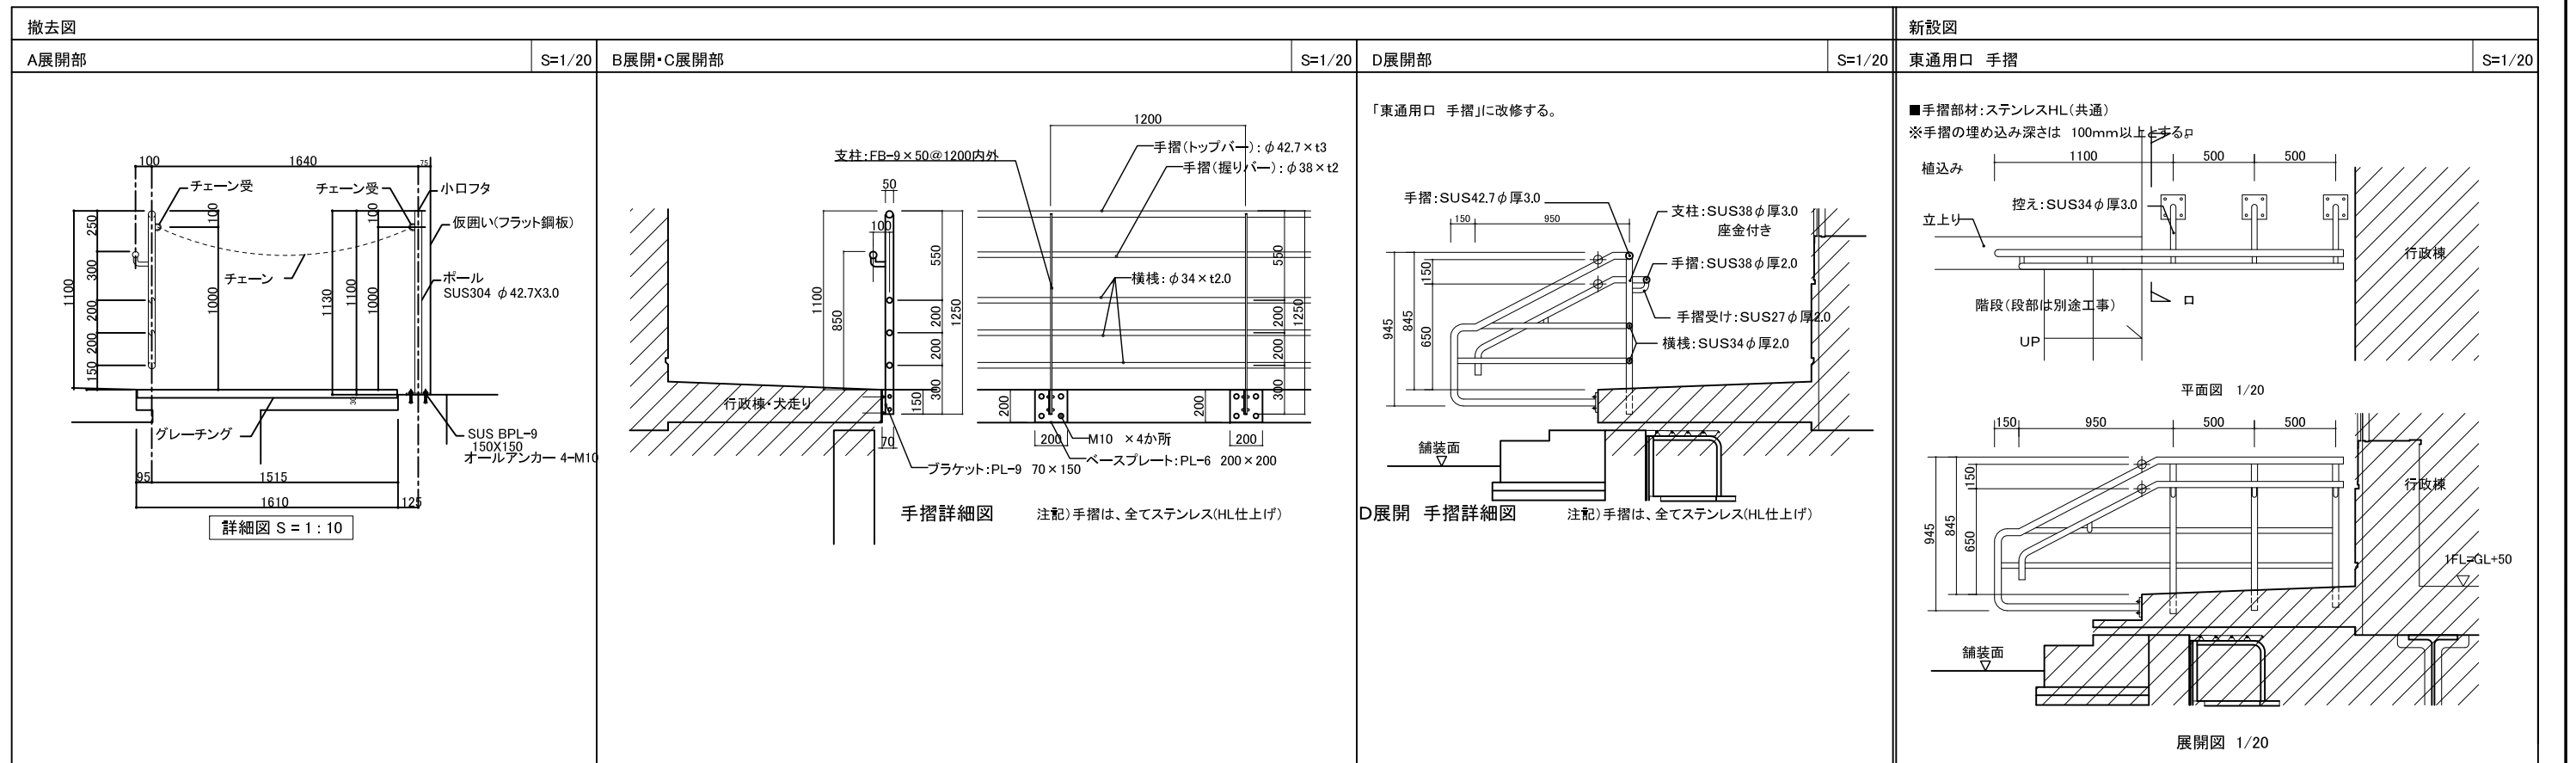 撤去図
新設図
A展開部 S=1/20
B展開・C展開部 S=1/20
D展開部 S=1/20
東通用口 手摺 S=1/20
100 1640 75
チェーン受
チェーン受
小口フタ
仮囲い(フラット鋼板)
チェーン
ポール
SUS304 φ42.7X3.0
1100
250
300
200
200
150
100
1000
1130
1100
100
1000
30
グレーチング
SUS BPL-9
150X150
オールアンカー 4-M10
95 1515
1610 125
詳細図 S = 1 : 10
1200
支柱:FB-9×50@1200内外
手摺(トップバー):φ42.7×t3
手摺(握りバー):φ38×t2
50
100
横桟:φ34×t2.0
1100
850
550
200
200
300
1250
150
70
550
200
200
300
1250
行政棟・犬走り
200
200
200
200
M10 ×4か所
ベースプレート:PL-6 200×200
ブラケット:PL-9 70×150
手摺詳細図 注記)手摺は、全てステンレス(HL仕上げ)
「東通用口 手摺」に改修する。
手摺:SUS42.7φ厚3.0
150 950
支柱:SUS38φ厚3.0
座金付き
手摺:SUS38φ厚2.0
手摺受け:SUS27φ厚2.0
横桟:SUS34φ厚2.0
945
845
150
650
舗装面
D展開 手摺詳細図 注記)手摺は、全てステンレス(HL仕上げ)
■手摺部材:ステンレスHL(共通)
※手摺の埋め込み深さは 100mm以上とする。
ロ
植込み
1100 500 500
控え:SUS34φ厚3.0
立上り
行政棟
階段(段部は別途工事)
ロ
UP
平面図 1/20
150 950 500 500
945
845
150
650
行政棟
1FL=GL+50
舗装面
展開図 1/20